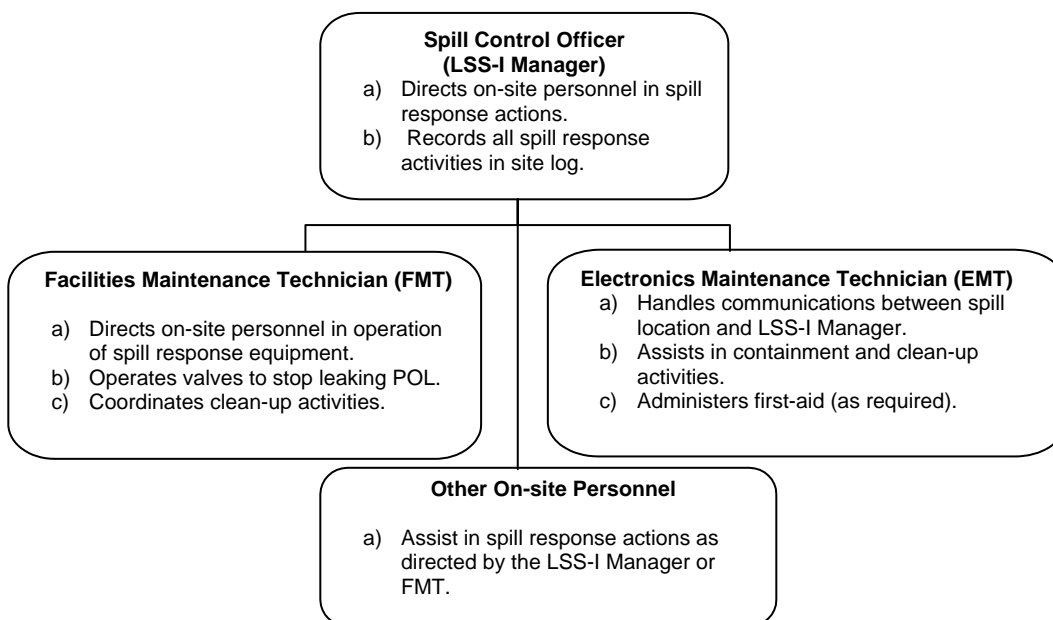 Spill Control Officer
(LSS-I Manager)
a) Directs on-site personnel in spill
response actions.
b) Records all spill response
activities in site log.
Facilities Maintenance Technician (FMT)
a) Directs on-site personnel in operation
of spill response equipment.
b) Operates valves to stop leaking POL.
c) Coordinates clean-up activities.
Electronics Maintenance Technician (EMT)
a) Handles communications between spill
location and LSS-I Manager.
b) Assists in containment and clean-up
activities.
c) Administers first-aid (as required).
Other On-site Personnel
a) Assist in spill response actions as
directed by the LSS-I Manager or
FMT.